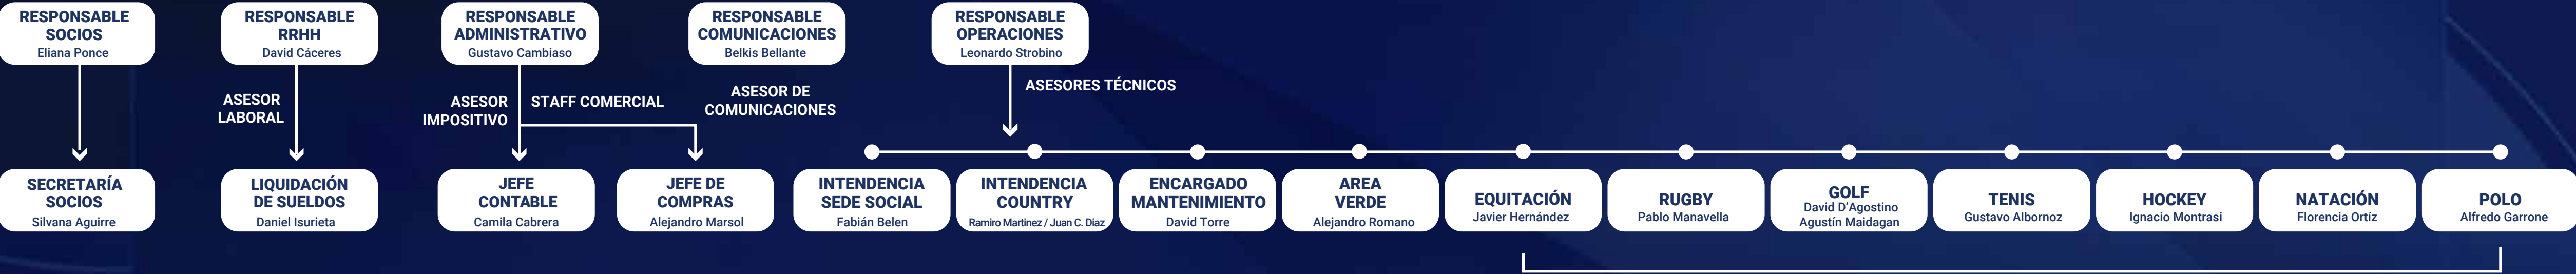 RESPONSABLE
SOCIOS
Eliana Ponce
RESPONSABLE
RRHH
David Cáceres
RESPONSABLE
ADMINISTRATIVO
Gustavo Cambiaso
RESPONSABLE
COMUNICACIONES
Belkis Bellante
RESPONSABLE
OPERACIONES
Leonardo Strobino
ASESOR
LABORAL
ASESOR
IMPOSITIVO
STAFF COMERCIAL
ASESOR DE
COMUNICACIONES
ASESORES TÉCNICOS
SECRETARÍA
SOCIOS
Silvana Aguirre
LIQUIDACIÓN
DE SUELDOS
Daniel Isurieta
JEFE
CONTABLE
Camila Cabrera
JEFE DE
COMPRAS
Alejandro Marsol
INTENDENCIA
SEDE SOCIAL
Fabián Belen
INTENDENCIA
COUNTRY
Ramiro Martinez / Juan C. Diaz
ENCARGADO
MANTENIMIENTO
David Torre
AREA
VERDE
Alejandro Romano
EQUITACIÓN
Javier Hernández
RUGBY
Pablo Manavella
GOLF
David D'Agostino
Agustín Maidagan
TENIS
Gustavo Albornoz
HOCKEY
Ignacio Montrasi
NATACIÓN
Florencia Ortíz
POLO
Alfredo Garrone